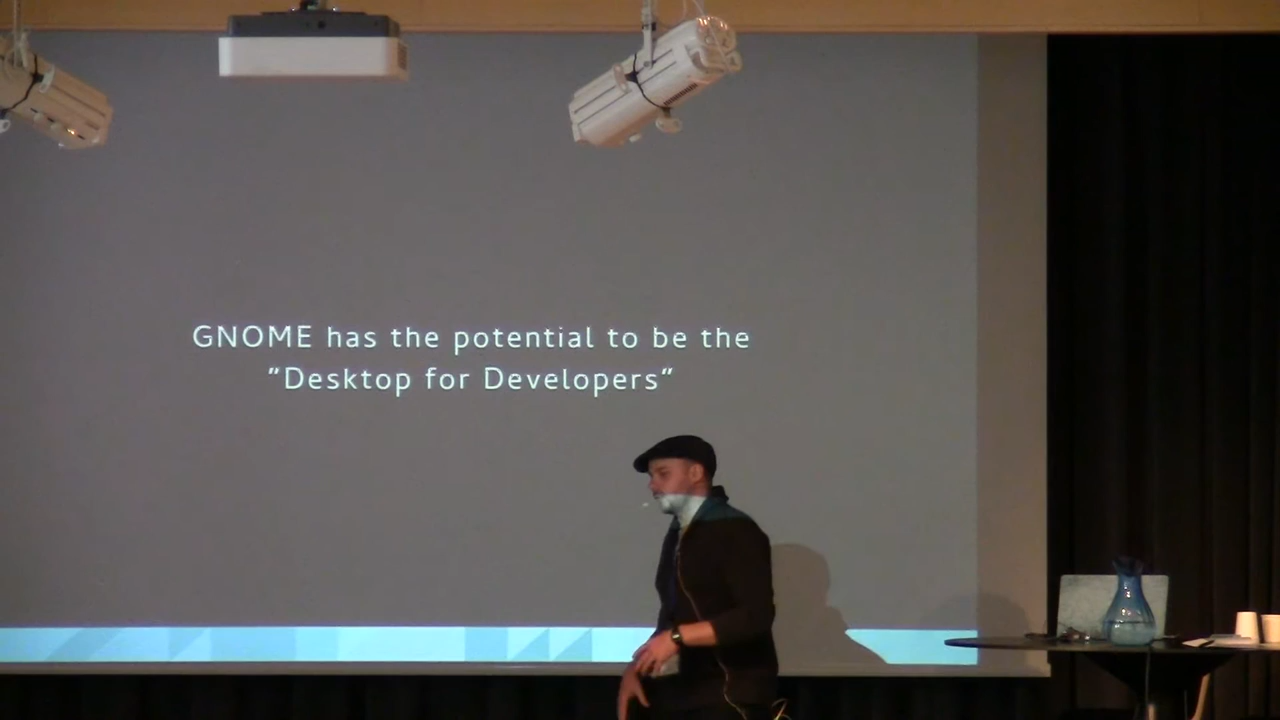 GNOME has the potential to be the
"Desktop for Developers"